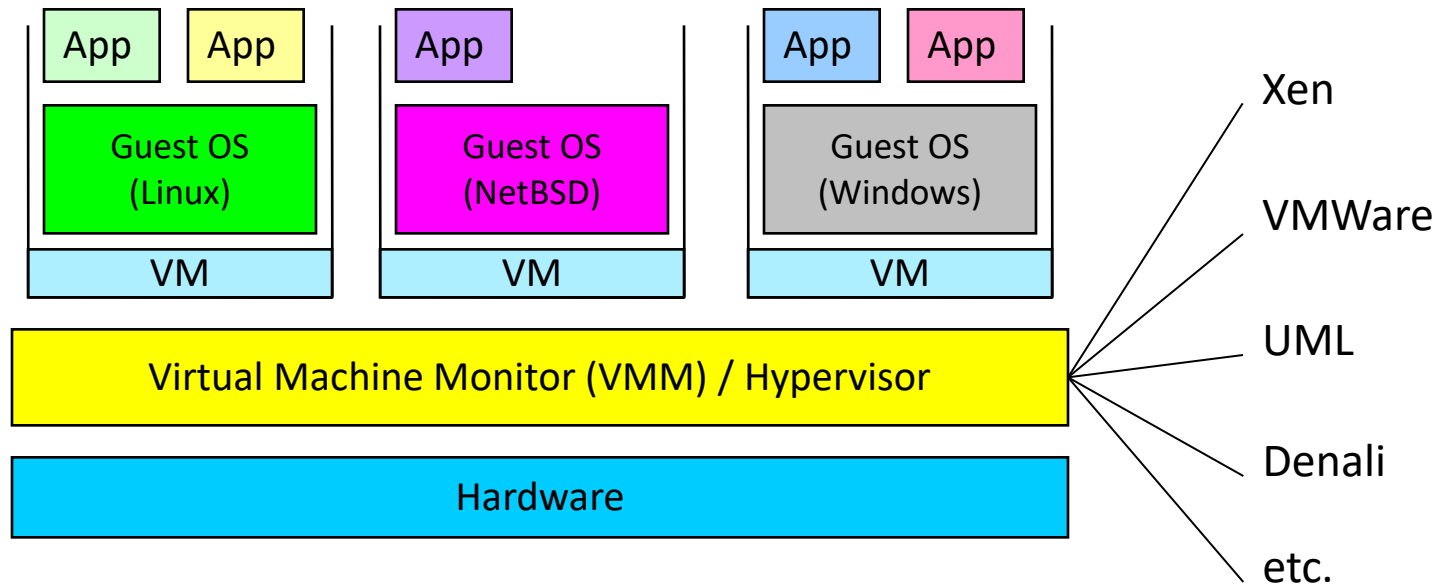 App
App
App
App
App
Guest OS
(Linux)
Guest OS
(NetBSD)
Guest OS
(Windows)
VM
VM
VM
Virtual Machine Monitor (VMM) / Hypervisor
Hardware
Xen
VMWare
UML
Denali
etc.